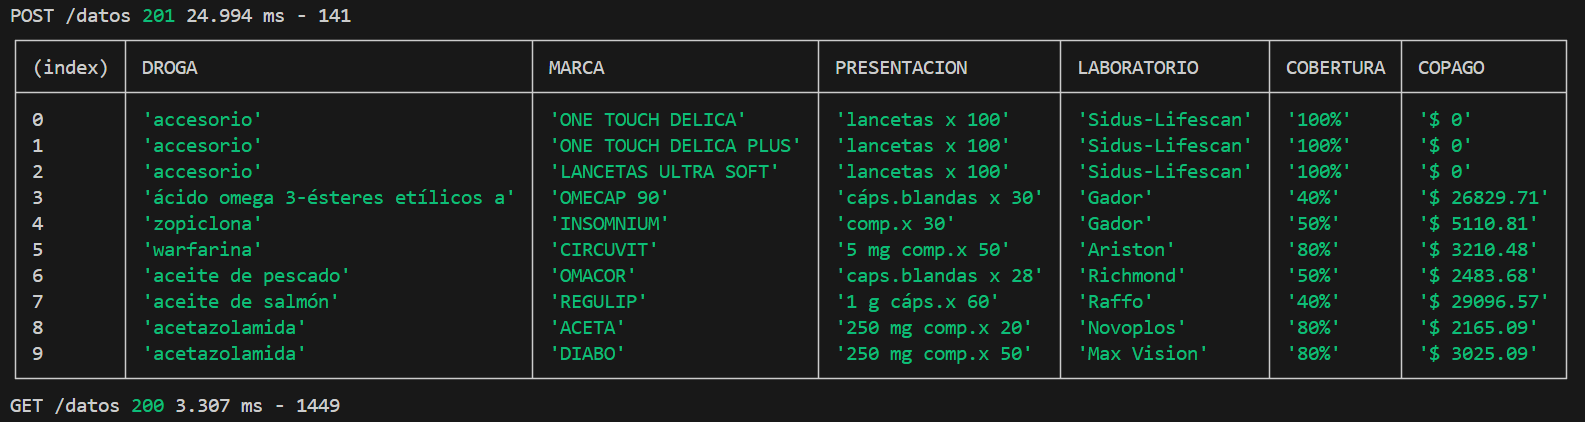 POST /datos 201 24.994 ms - 141
(index) DROGA MARCA PRESENTACION LABORATORIO COBERTURA COPAGO
0 'accesorio' 'ONE TOUCH DELICA' 'lancetas x 100' 'Sidus-Lifescan' '100%' '$ 0'
1 'accesorio' 'ONE TOUCH DELICA PLUS' 'lancetas x 100' 'Sidus-Lifescan' '100%' '$ 0'
2 'accesorio' 'LANCETAS ULTRA SOFT' 'lancetas x 100' 'Sidus-Lifescan' '100%' '$ 0'
3 'ácido omega 3-ésteres etílicos a' 'OMECAP 90' 'cáps.blandas x 30' 'Gador' '40%' '$ 26829.71'
4 'zopiclona' 'INSOMNIUM' 'comp.x 30' 'Gador' '50%' '$ 5110.81'
5 'warfarina' 'CIRCUVIT' '5 mg comp.x 50' 'Ariston' '80%' '$ 3210.48'
6 'aceite de pescado' 'OMACOR' 'caps.blandas x 28' 'Richmond' '50%' '$ 2483.68'
7 'aceite de salmón' 'REGULIP' '1 g cáps.x 60' 'Raffo' '40%' '$ 29096.57'
8 'acetazolamida' 'ACETA' '250 mg comp.x 20' 'Novoplos' '80%' '$ 2165.09'
9 'acetazolamida' 'DIABO' '250 mg comp.x 50' 'Max Vision' '80%' '$ 3025.09'
GET /datos 200 3.307 ms - 1449